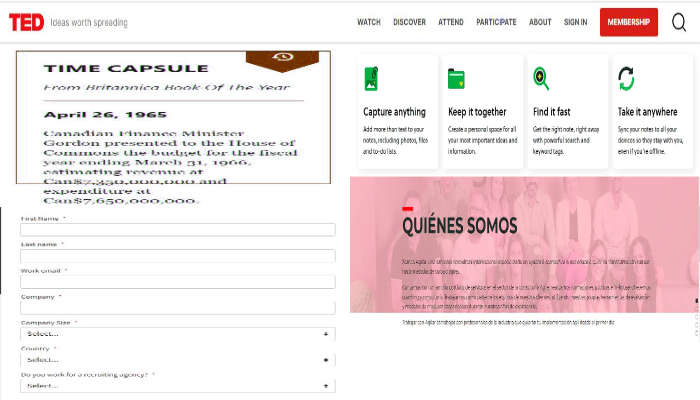 TED Ideas worth spreading
WATCH DISCOVER ATTEND PARTICIPATE ABOUT SIGN IN MEMBERSHIP
TIME CAPSULE
From Britannica Book Of The Year
April 26, 1965
Canadian Finance Minister
Gordon presented to the House of
Commons the budget for the fiscal
year ending March 31, 1966,
estimating revenue at
Can$7,350,000,000 and
expenditure at
Can$7,650,000,000.
First Name *
Last name *
Work email *
Company *
Company Size *
Select...
Country *
Select...
Do you work for a recruiting agency? *
Select...
Capture anything
Add more than text to your
notes, including photos, files
and to-do lists.
Keep it together
Create a personal space for all
your most important ideas and
information.
Find it fast
Get the right note, right away
with powerful search and
keyword tags.
Take it anywhere
Sync your notes to all your
devices so they stay with you,
even if you're offline.
QUIÉNES SOMOS